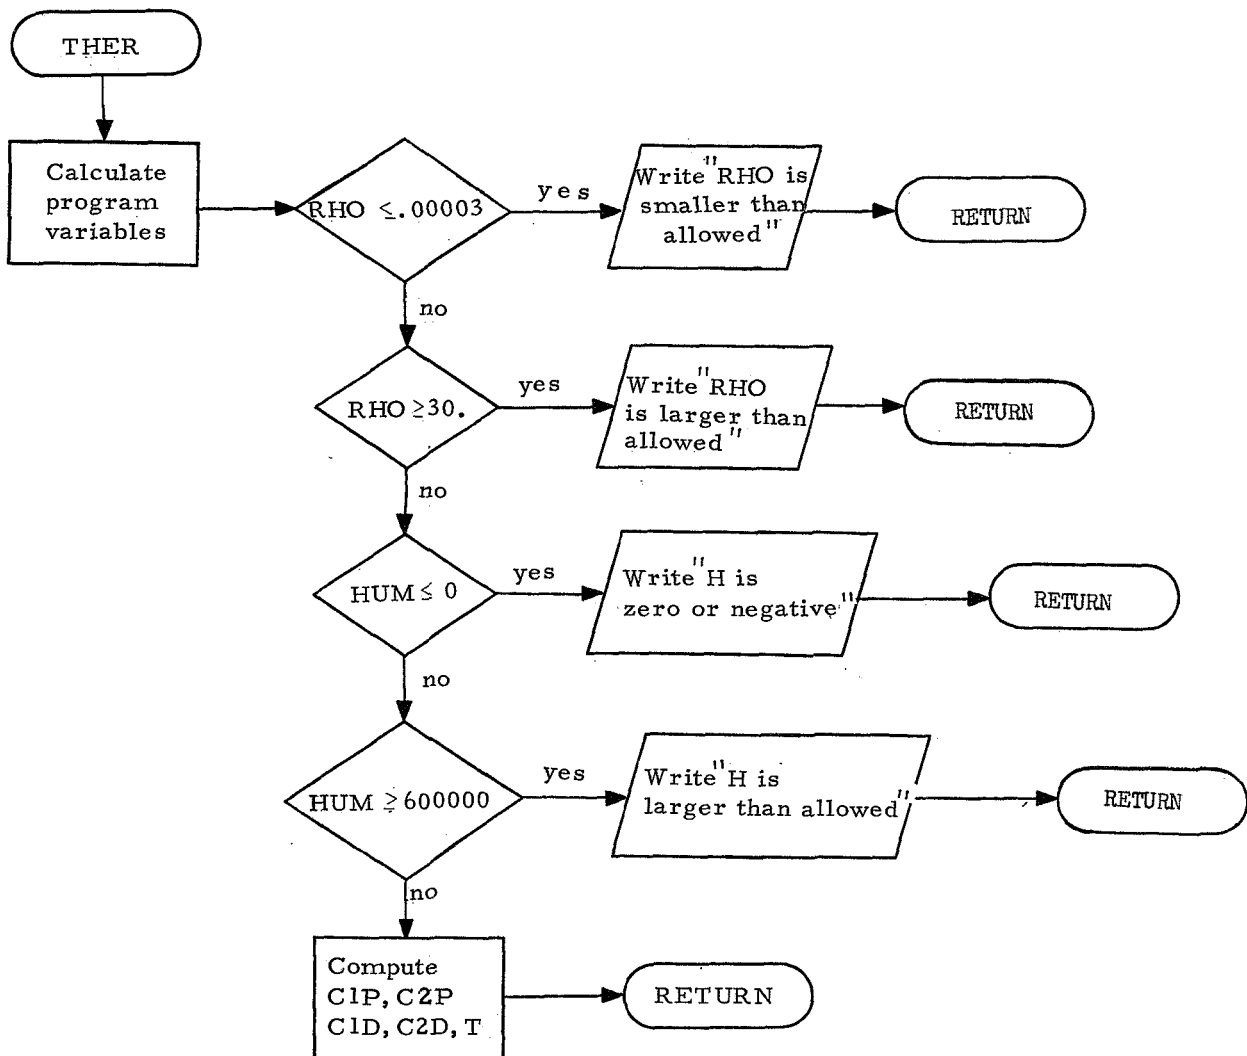 THER
Calculate
program
variables
RHO ≤.00003
yes
Write "RHO is
smaller than
allowed"
RETURN
no
RHO ≥30.
yes
Write "RHO
is larger than
allowed"
RETURN
no
HUM ≤ 0
yes
Write "H is
zero or negative"
RETURN
no
HUM ≥600000
yes
Write "H is
larger than allowed"
RETURN
no
Compute
C1P, C2P
C1D, C2D, T
RETURN